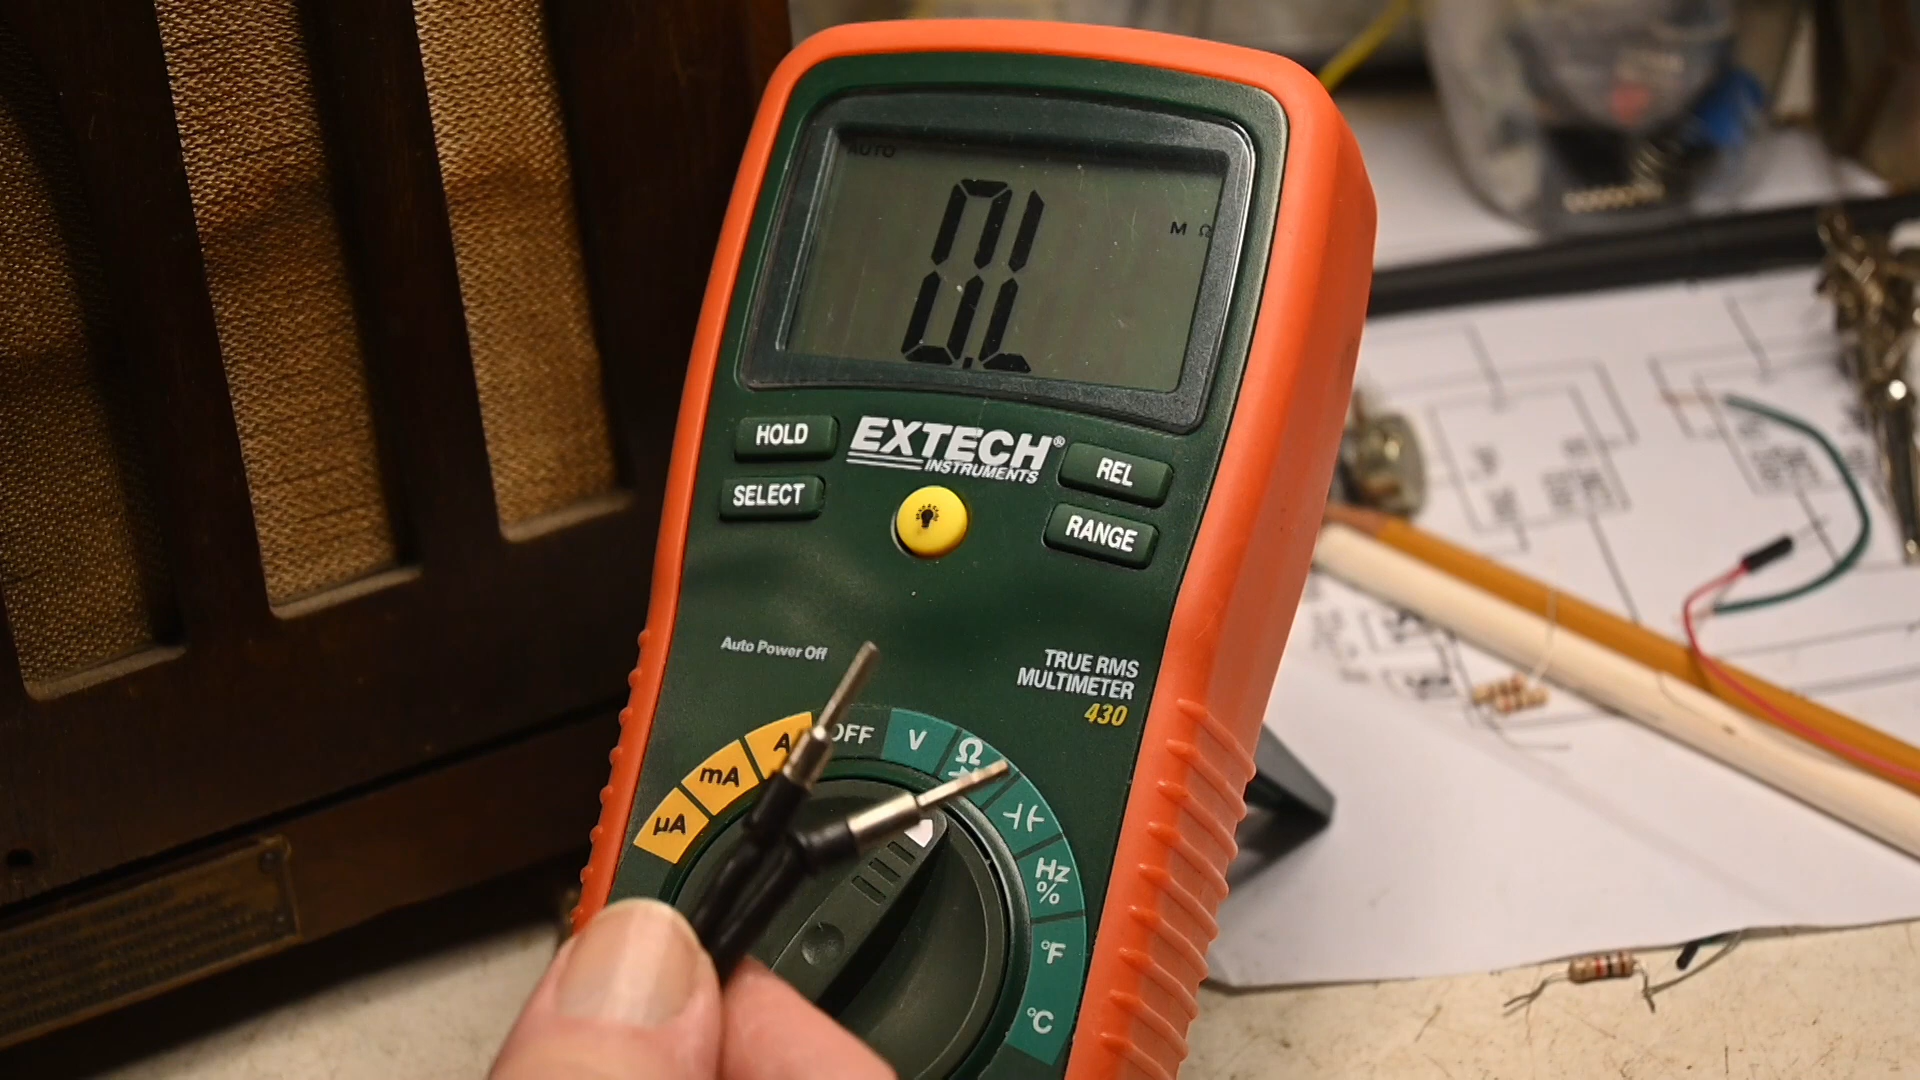 AUTO
0.L
M Ω
HOLD
EXTECH®
INSTRUMENTS
REL
SELECT
RANGE
Auto Power Off
TRUE RMS
MULTIMETER
430
µA
mA
A
OFF
V
Ω
Hz
%
°F
°C